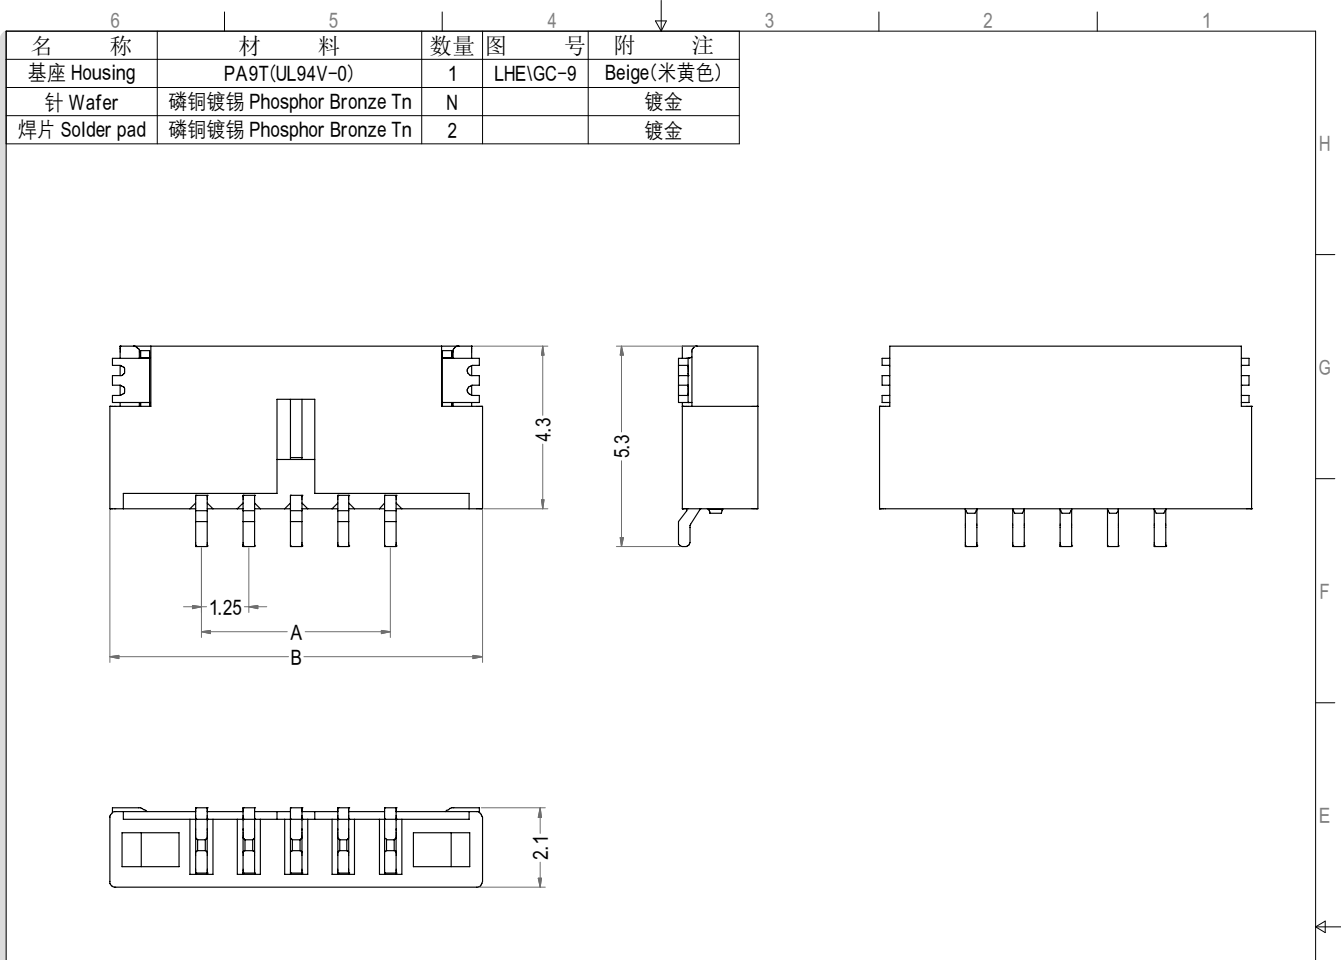 6 5 4 3 2 1
名 称 材 料 数量 图 号 附 注
基座 Housing PA9T(UL94V-0) 1 LHE\GC-9 Beige(米黄色)
针 Wafer 磷铜镀锡 Phosphor Bronze Tn N 镀金
焊片 Solder pad 磷铜镀锡 Phosphor Bronze Tn 2 镀金
H
G
4.3
5.3
F
1.25
A
B
E
2.1